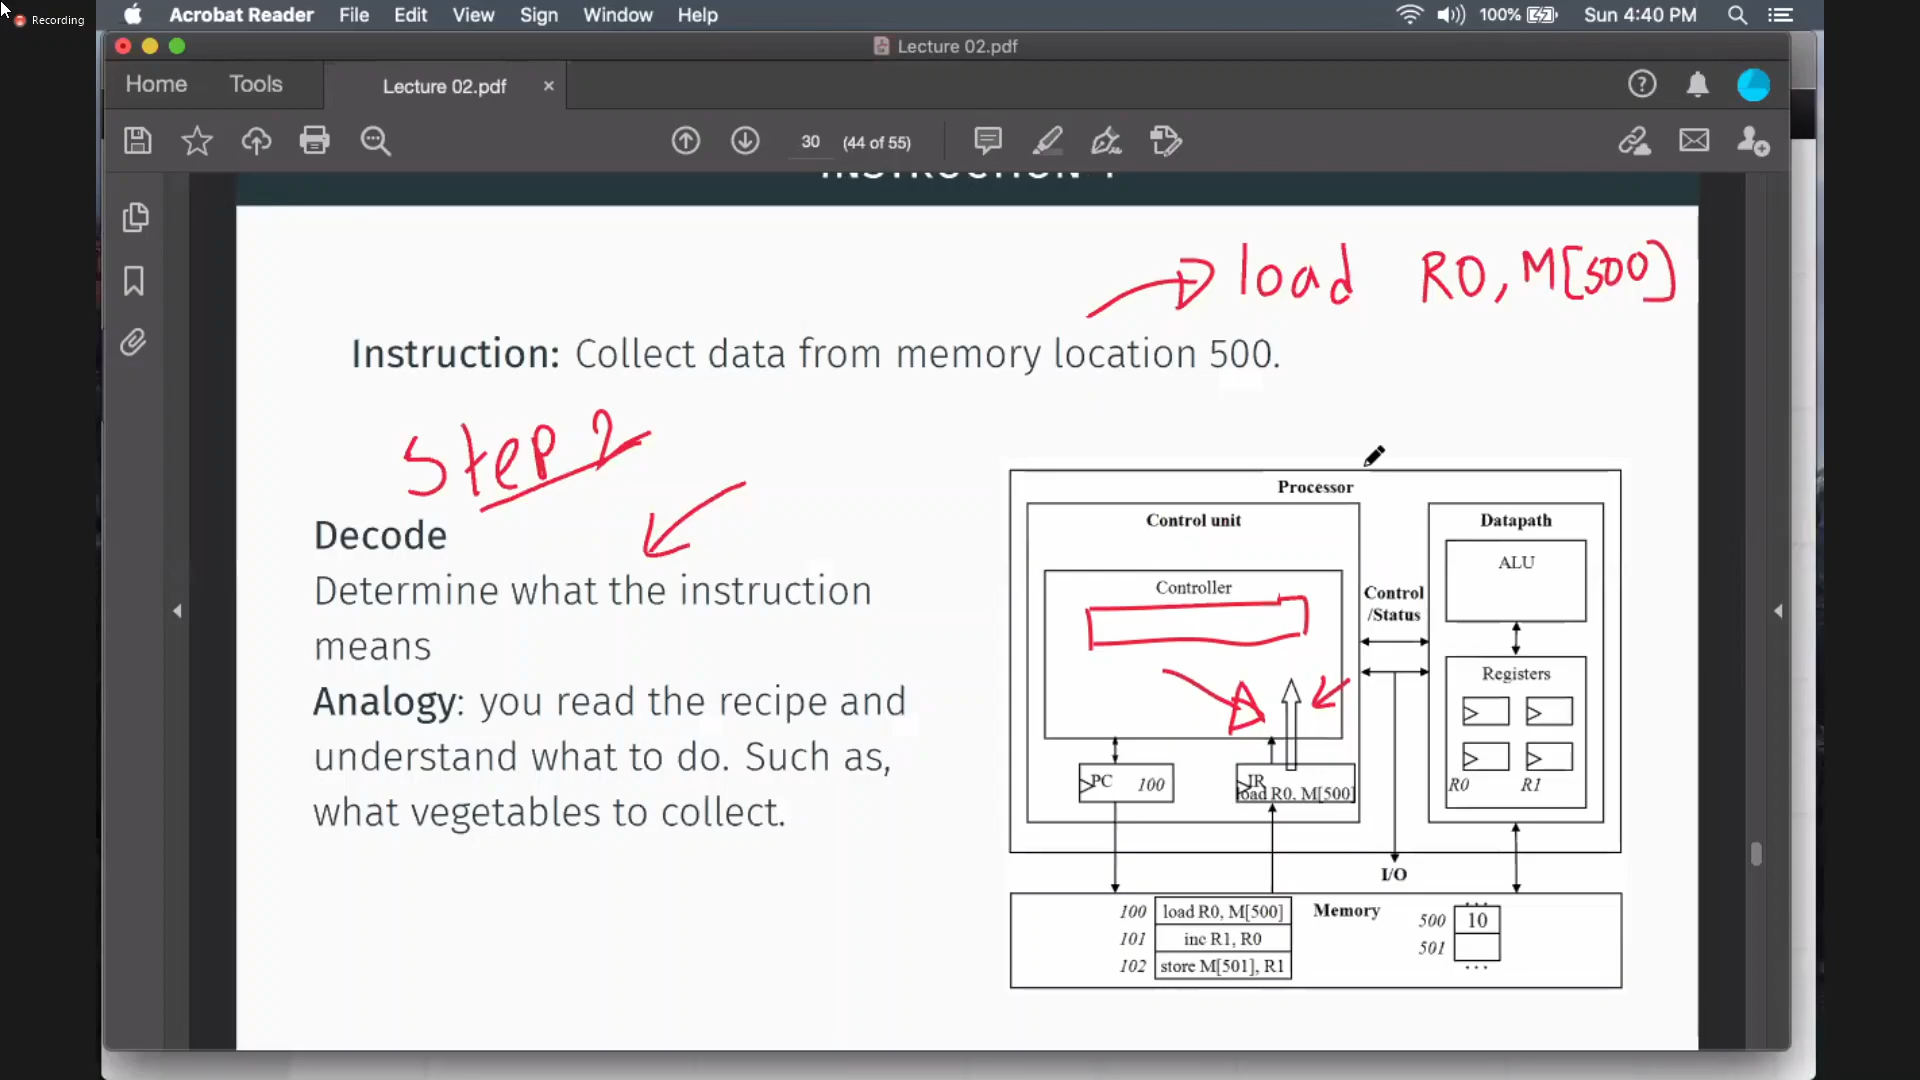 Recording
Acrobat Reader File Edit View Sign Window Help 100% Sun 4:40 PM
Lecture 02.pdf
Home Tools Lecture 02.pdf ×
30 (44 of 55)
load R0, M[500]
Instruction: Collect data from memory location 500.
Step 2
Decode
Determine what the instruction
means
Analogy: you read the recipe and
understand what to do. Such as,
what vegetables to collect.
Processor
Control unit
Datapath
ALU
Controller
Control
/Status
Registers
PC 100
IR
load R0, M[500]
R0 R1
I/O
Memory
100 load R0, M[500]
101 inc R1, R0
102 store M[501], R1
500 10
501
...
...